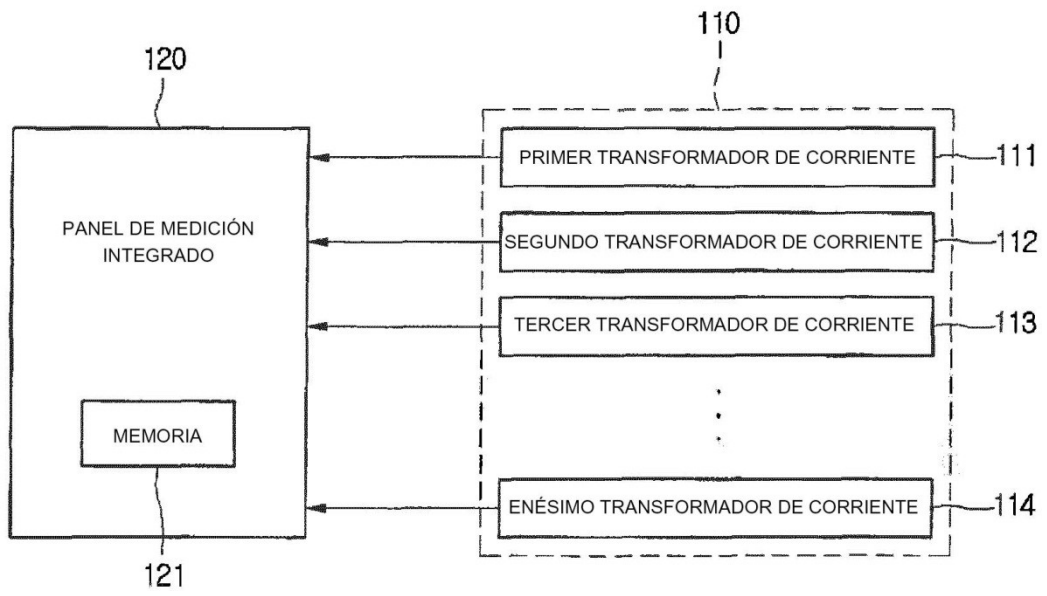 110
120
PRIMER TRANSFORMADOR DE CORRIENTE
111
PANEL DE MEDICIÓN
INTEGRADO
SEGUNDO TRANSFORMADOR DE CORRIENTE
112
TERCER TRANSFORMADOR DE CORRIENTE
113
MEMORIA
ENÉSIMO TRANSFORMADOR DE CORRIENTE
114
121